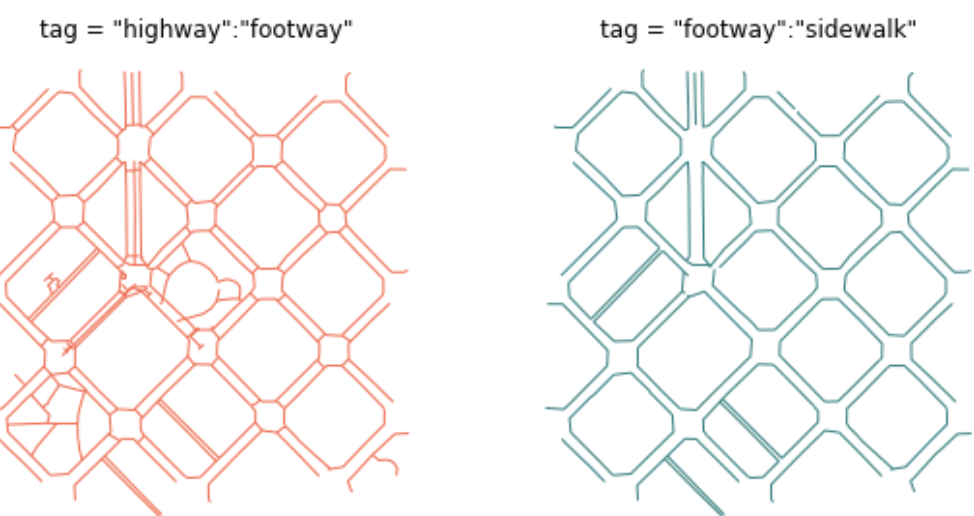 tag = "highway":"footway"
tag = "footway":"sidewalk"